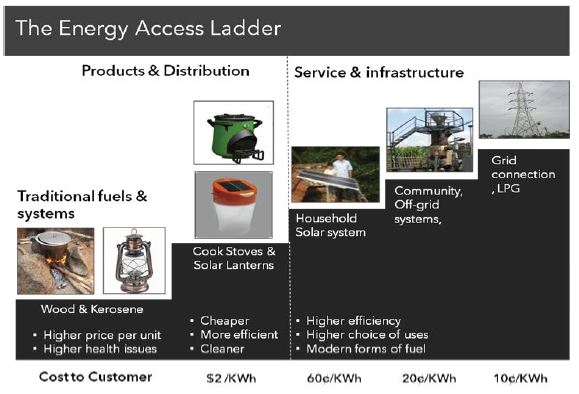 The Energy Access Ladder
Products & Distribution
Service & infrastructure
Traditional fuels &
systems
Grid
connection
, LPG
Community,
Off-grid
systems,
Household
Solar system
Cook Stoves &
Solar Lanterns
Wood & Kerosene
▪ Higher price per unit
▪ Higher health issues
▪ Cheaper
▪ More efficient
▪ Cleaner
▪ Higher efficiency
▪ Higher choice of uses
▪ Modern forms of fuel
Cost to Customer $2/KWh 60¢/KWh 20¢/KWh 10¢/KWh